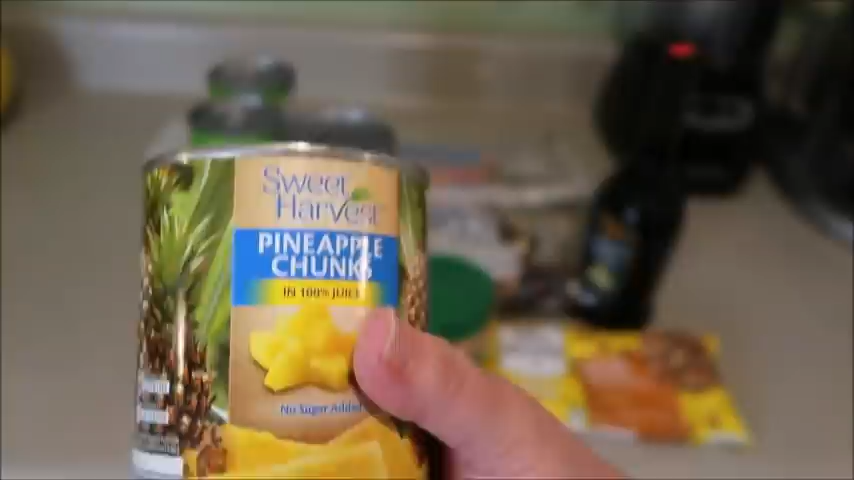 Sweet
Harvest
PINEAPPLE
CHUNKS
IN 100% JUICE
No Sugar Added